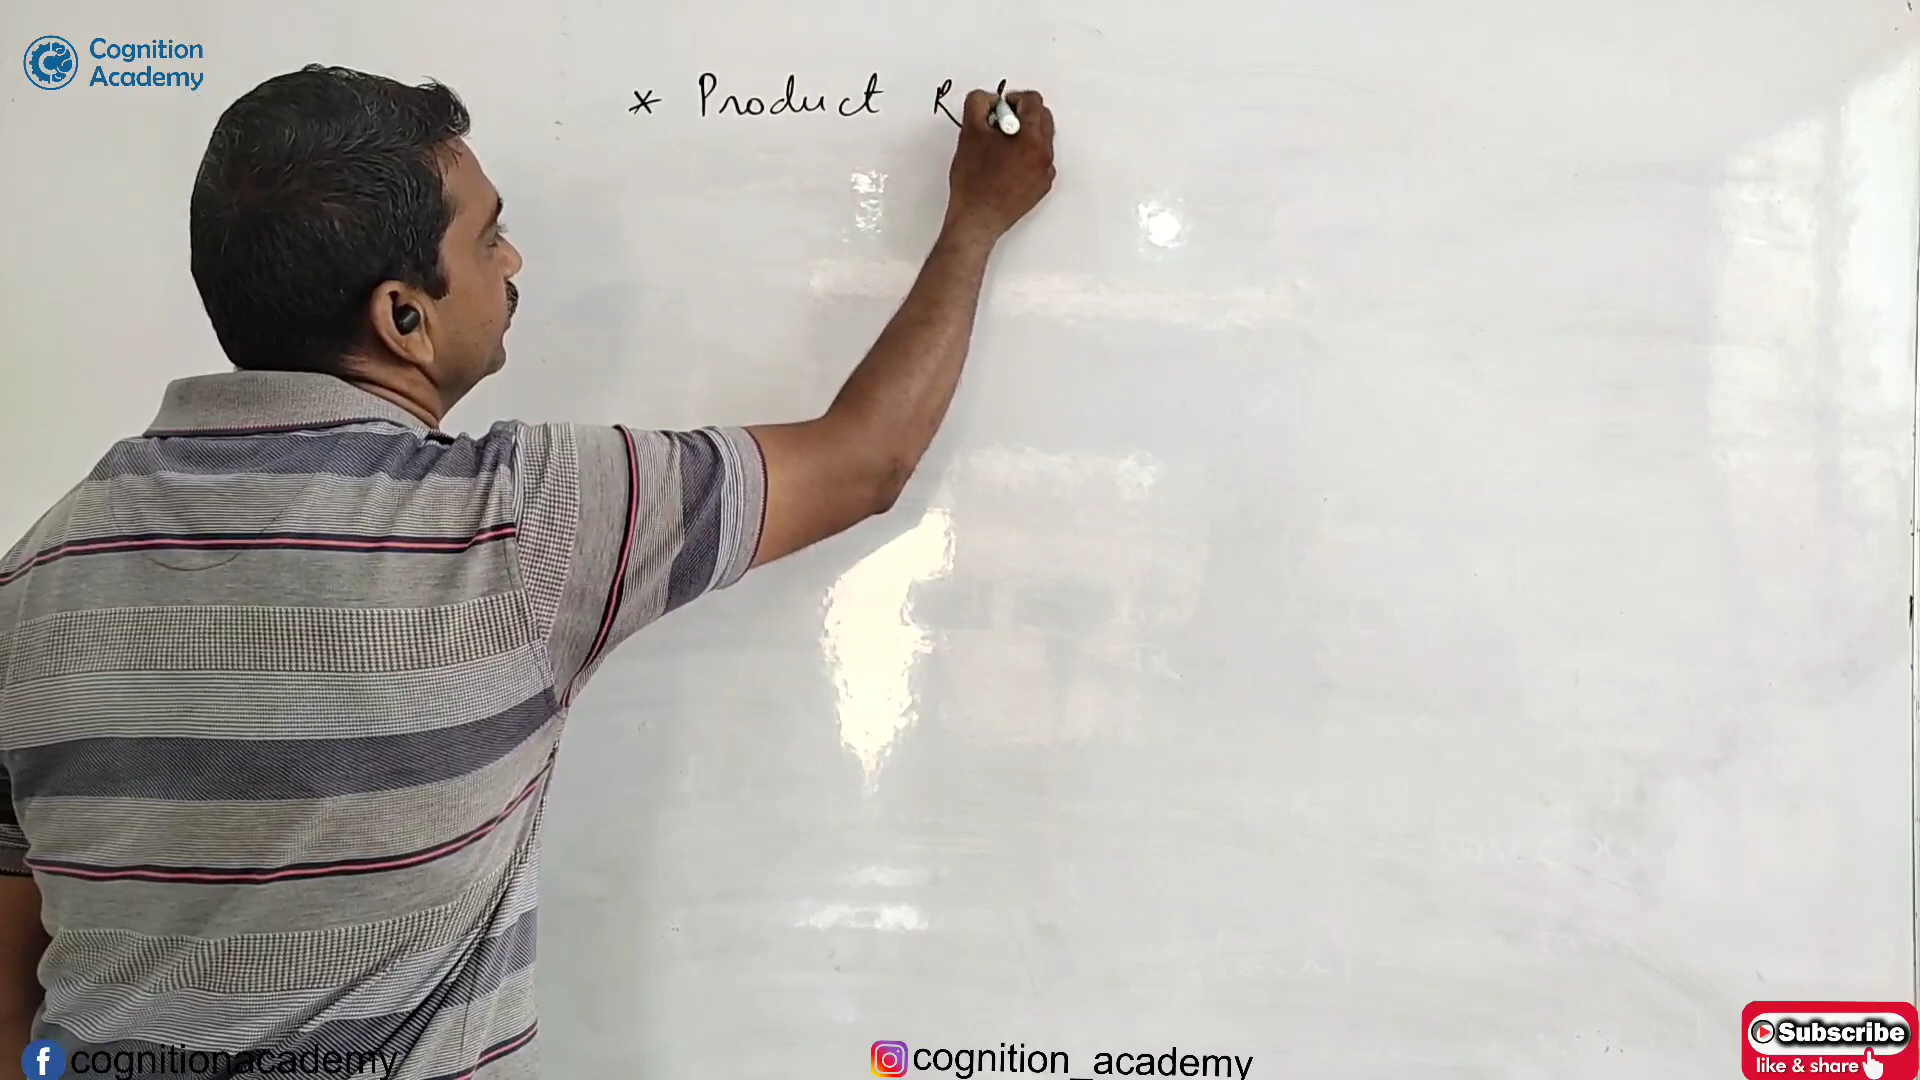 Cognition
Academy
* Product
cognitionacademy
cognition_academy
Subscribe
like & share